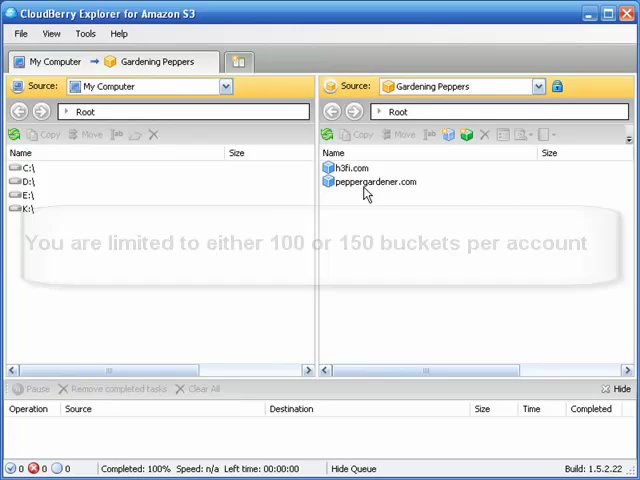 CloudBerry Explorer for Amazon S3
File View Tools Help
My Computer Gardening Peppers
Source: My Computer Source: Gardening Peppers
Root Root
Copy Move Copy Move
Name Size Name Size
C:\ h3fi.com
D:\ peppergardener.com
E:\
K:\
You are limited to either 100 or 150 buckets per account
Pause Remove completed tasks Clear All Hide
Operation Source Destination Size Time Completed
0 0 0 Completed: 100% Speed: n/a Left time: 00:00:00 Hide Queue Build: 1.5.2.22